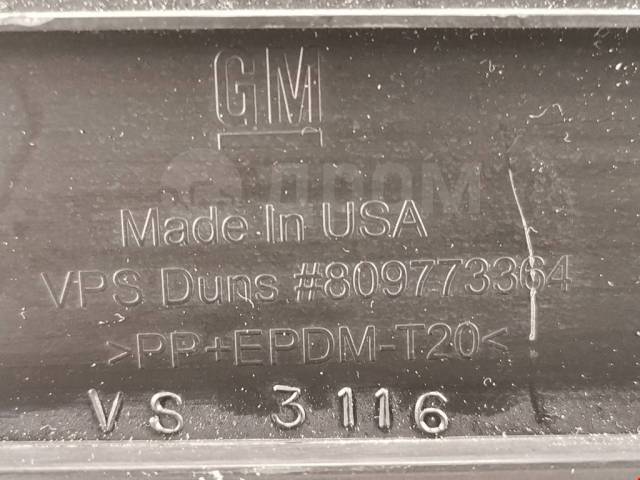 GM
Made In USA
VPS Duns #809773364
>PP+EPDM-T20<
VS 3116